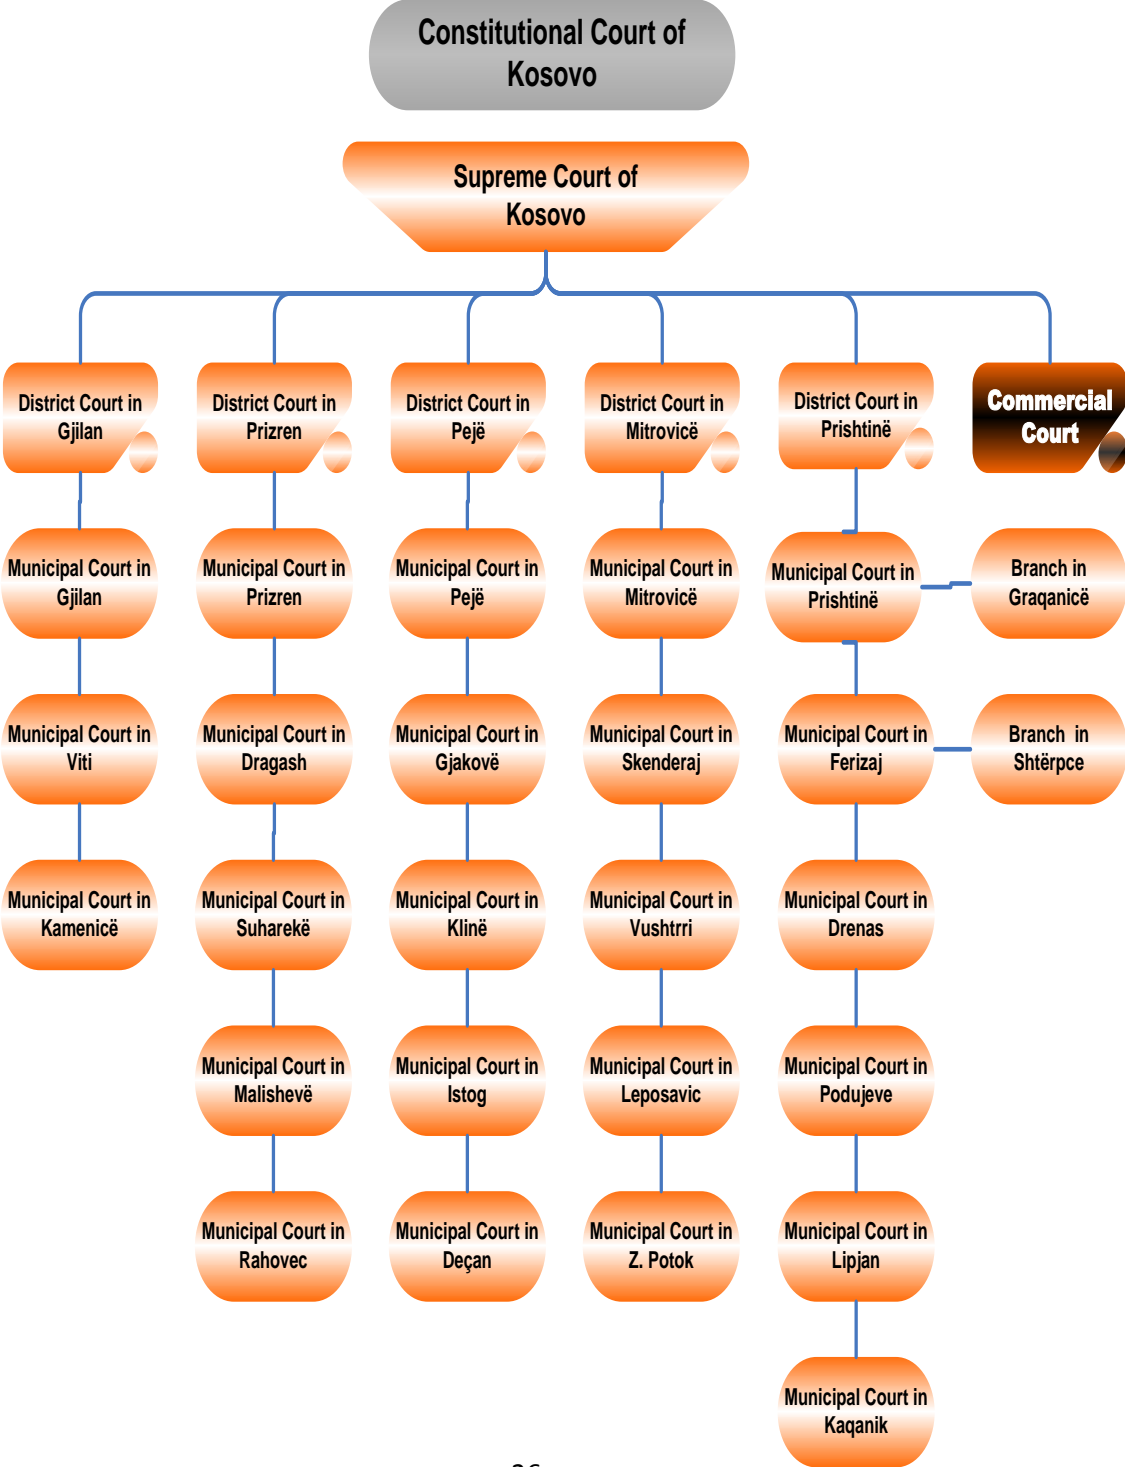 Constitutional Court of
Kosovo
Supreme Court of
Kosovo
District Court in
Gjilan
District Court in
Prizren
District Court in
Pejë
District Court in
Mitrovicë
District Court in
Prishtinë
Commercial
Court
Municipal Court in
Gjilan
Municipal Court in
Prizren
Municipal Court in
Pejë
Municipal Court in
Mitrovicë
Municipal Court in
Prishtinë
Branch in
Graqanicë
Municipal Court in
Viti
Municipal Court in
Dragash
Municipal Court in
Gjakovë
Municipal Court in
Skenderaj
Municipal Court in
Ferizaj
Branch in
Shtërpce
Municipal Court in
Kamenicë
Municipal Court in
Suharekë
Municipal Court in
Klinë
Municipal Court in
Vushtrri
Municipal Court in
Drenas
Municipal Court in
Malishevë
Municipal Court in
Istog
Municipal Court in
Leposavic
Municipal Court in
Podujeve
Municipal Court in
Rahovec
Municipal Court in
Deçan
Municipal Court in
Z. Potok
Municipal Court in
Lipjan
Municipal Court in
Kaqanik